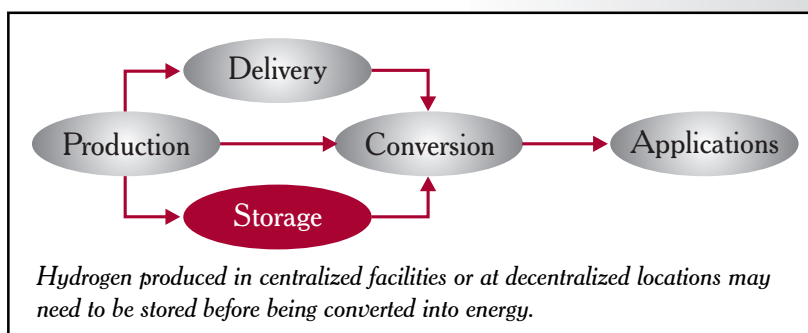 Delivery
Production
Conversion
Applications
Storage
Hydrogen produced in centralized facilities or at decentralized locations may
need to be stored before being converted into energy.